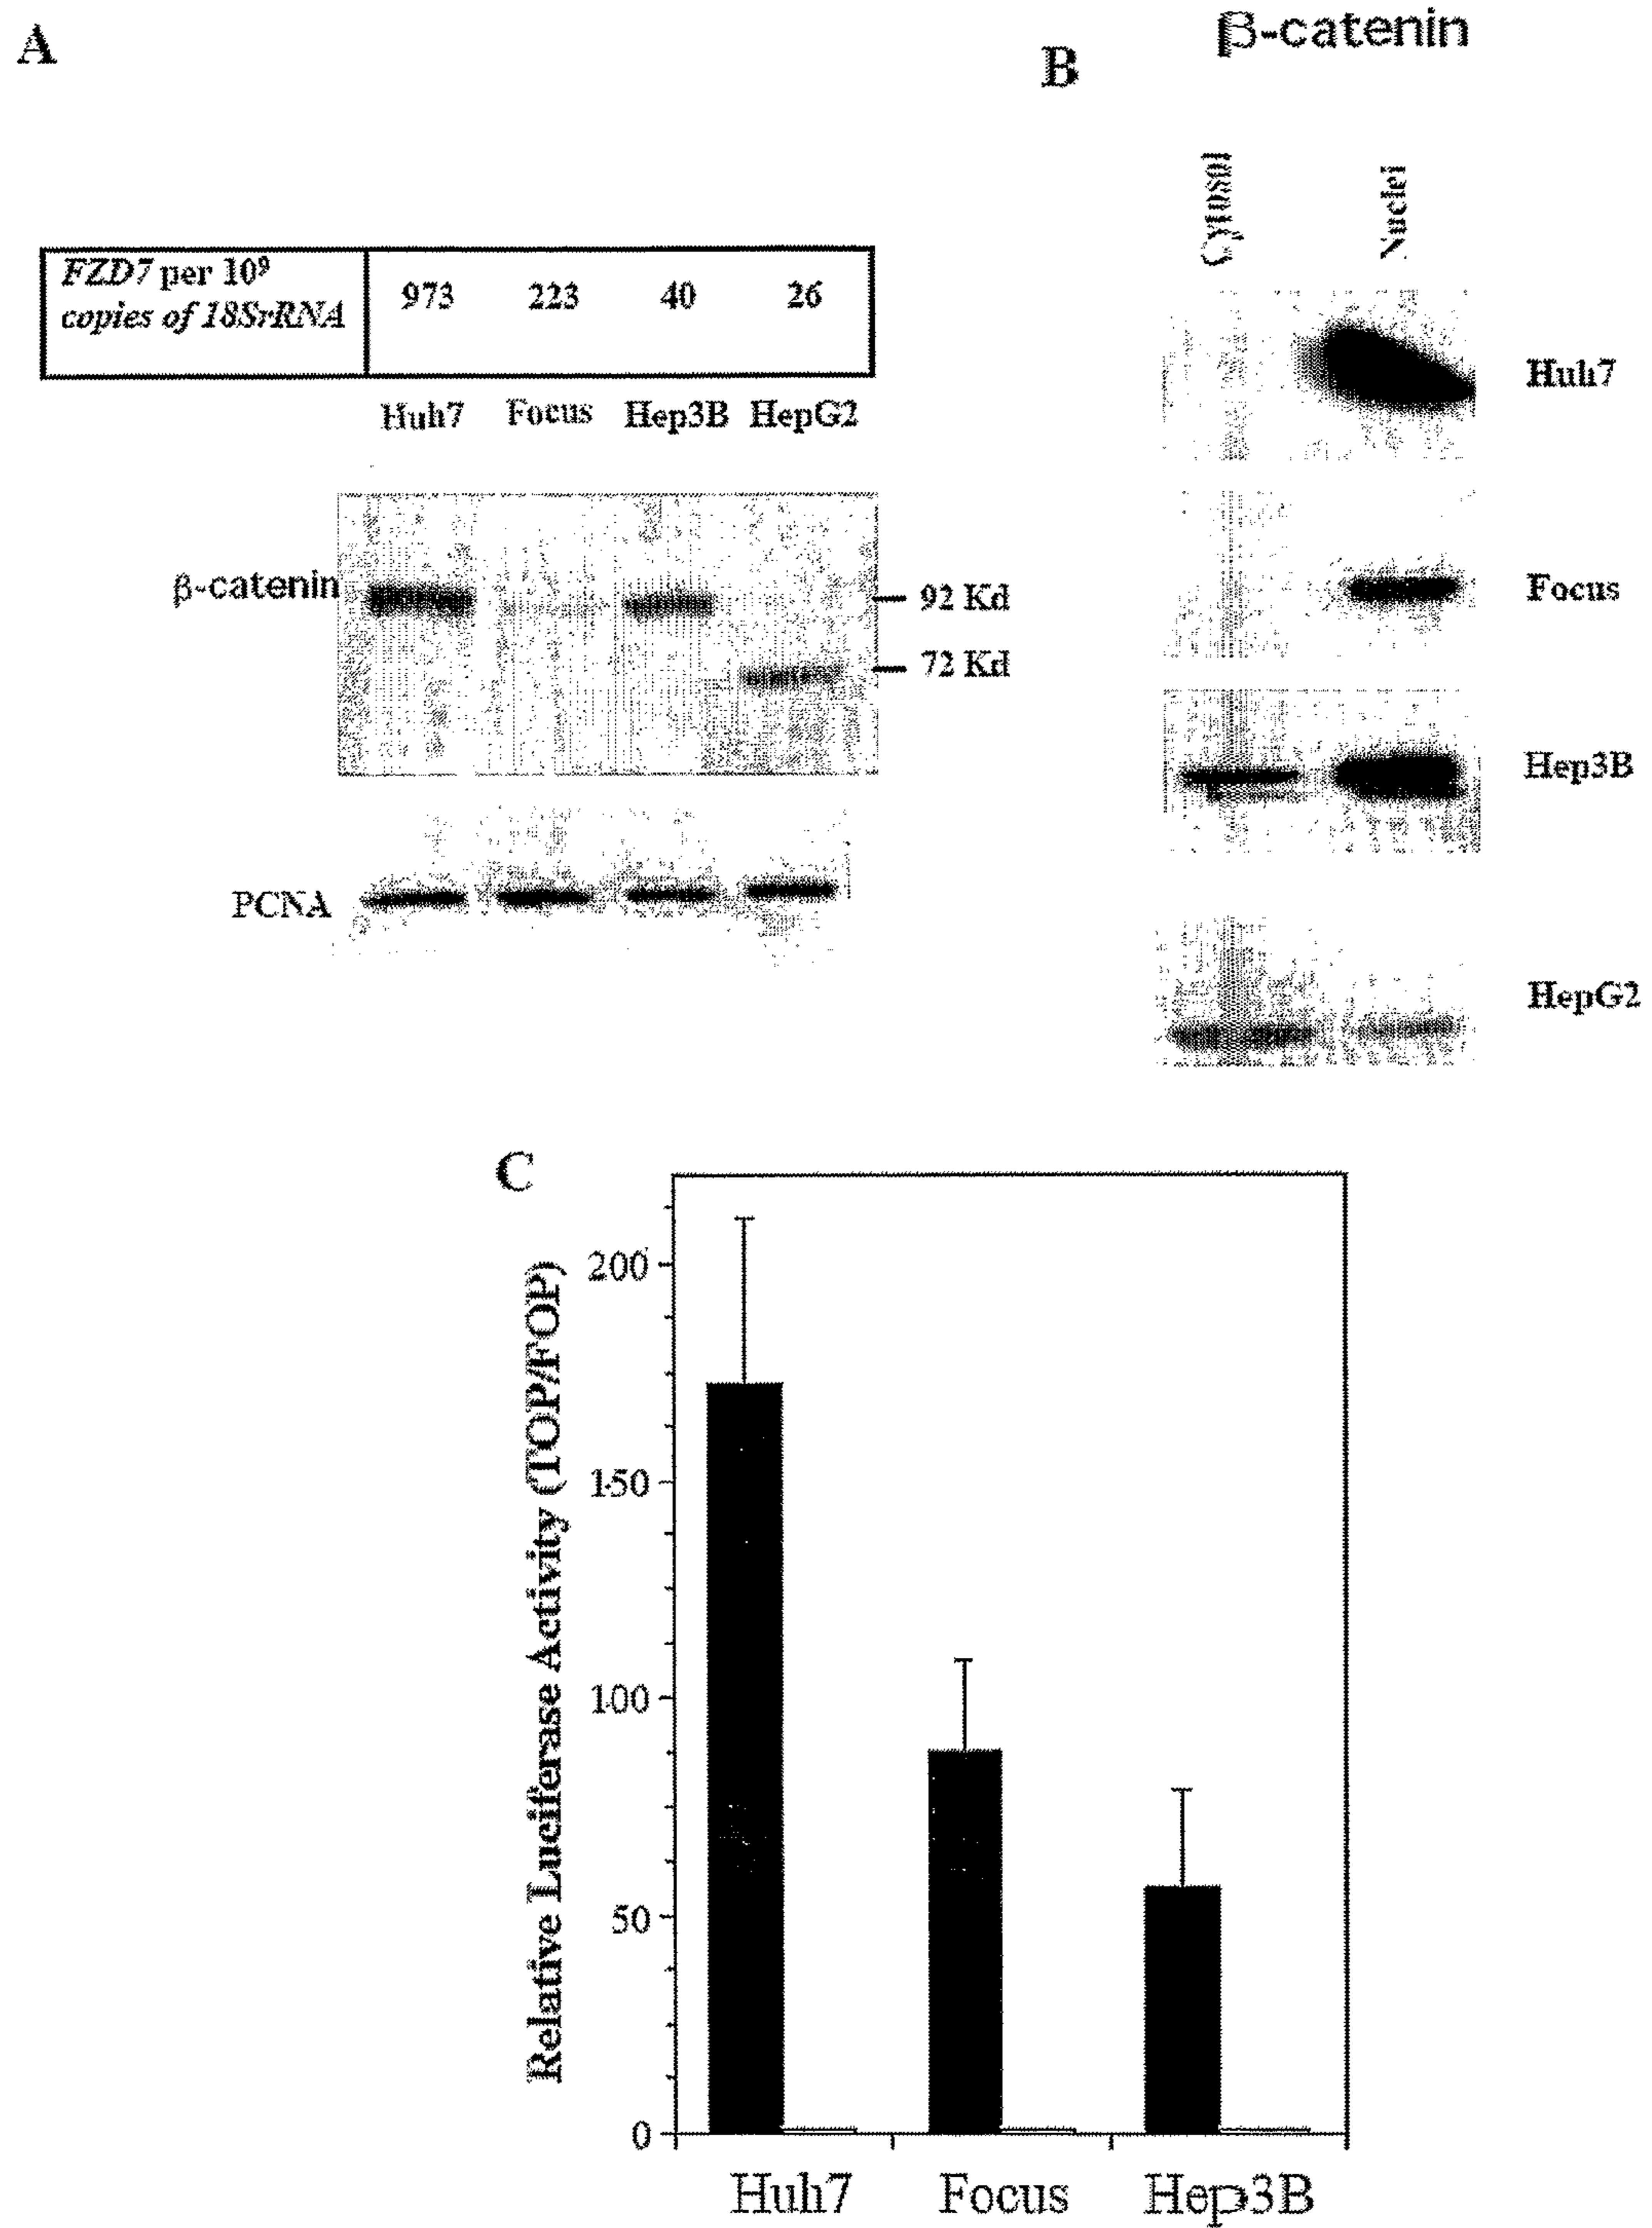 A
FZD7 per 10⁹
copies of 18SrRNA
973 223 40 26
Huh7 Focus Hep3B HepG2
β-catenin
92 Kd
72 Kd
PCNA
B
β-catenin
Cytosol
Nuclei
Huh7
Focus
Hep3B
HepG2
C
Relative Luciferase Activity (TOP/FOP)
200
150
100
50
0
Huh7 Focus Hep3B